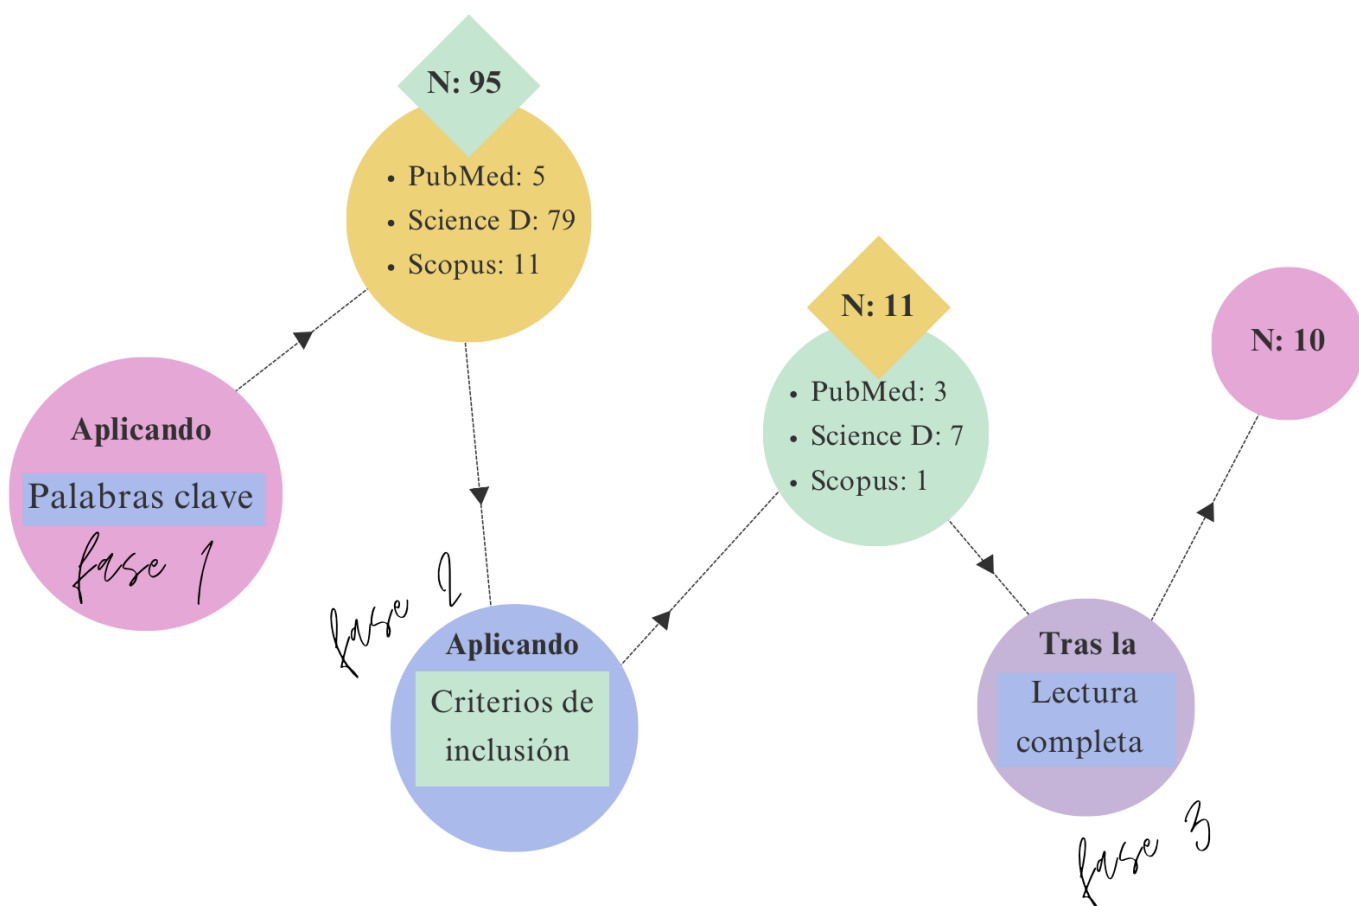 Aplicando
Palabras clave
fase 1
N: 95
• PubMed: 5
• Science D: 79
• Scopus: 11
fase 2
Aplicando
Criterios de
inclusión
N: 11
• PubMed: 3
• Science D: 7
• Scopus: 1
Tras la
Lectura
completa
fase 3
N: 10